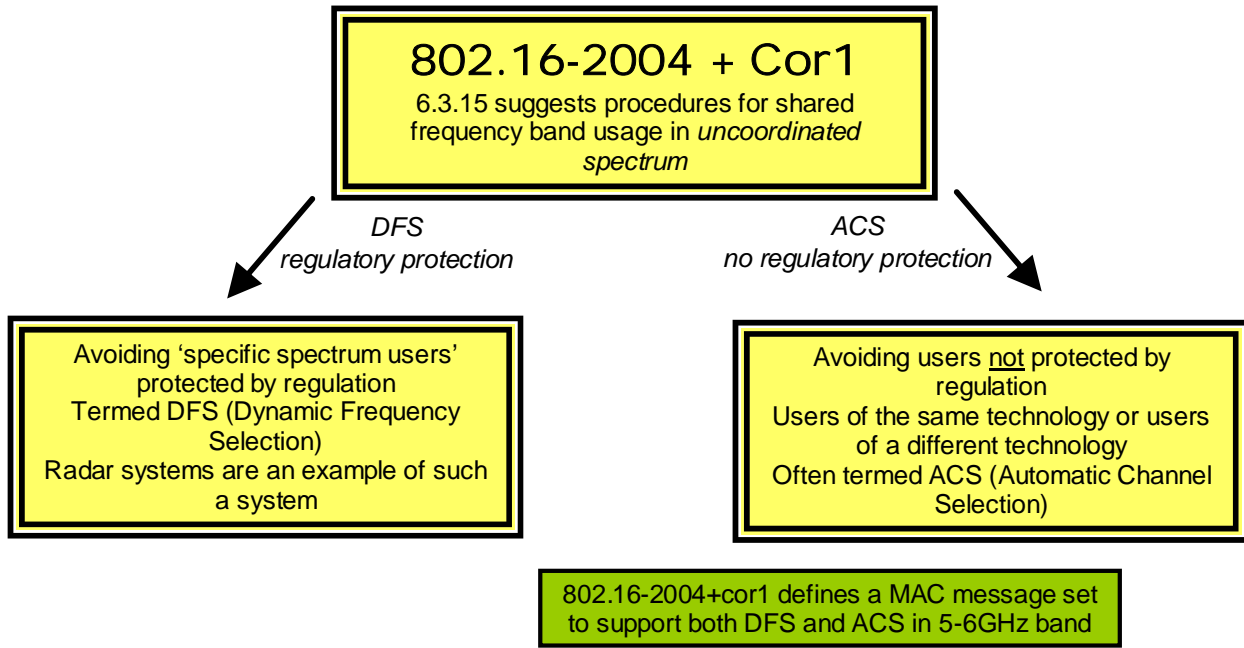 802.16-2004 + Cor1
6.3.15 suggests procedures for shared
frequency band usage in uncoordinated
spectrum
DFS
regulatory protection
ACS
no regulatory protection
Avoiding ‘specific spectrum users’
protected by regulation
Termed DFS (Dynamic Frequency
Selection)
Radar systems are an example of such
a system
Avoiding users not protected by
regulation
Users of the same technology or users
of a different technology
Often termed ACS (Automatic Channel
Selection)
802.16-2004+cor1 defines a MAC message set
to support both DFS and ACS in 5-6GHz band